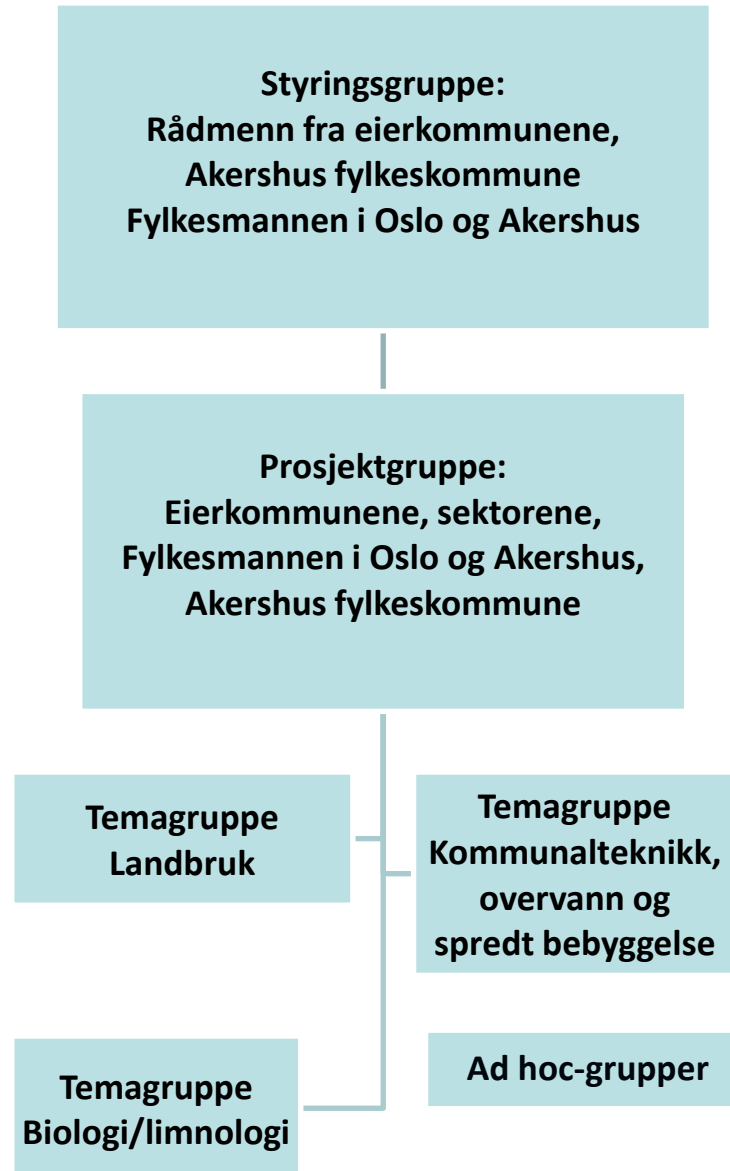 Styringsgruppe:
Rådmenn fra eierkommunene,
Akershus fylkeskommune
Fylkesmannen i Oslo og Akershus
Prosjektgruppe:
Eierkommunene, sektorene,
Fylkesmannen i Oslo og Akershus,
Akershus fylkeskommune
Temagruppe
Landbruk
Temagruppe
Kommunalteknikk,
overvann og
spredt bebyggelse
Temagruppe
Biologi/limnologi
Ad hoc-grupper